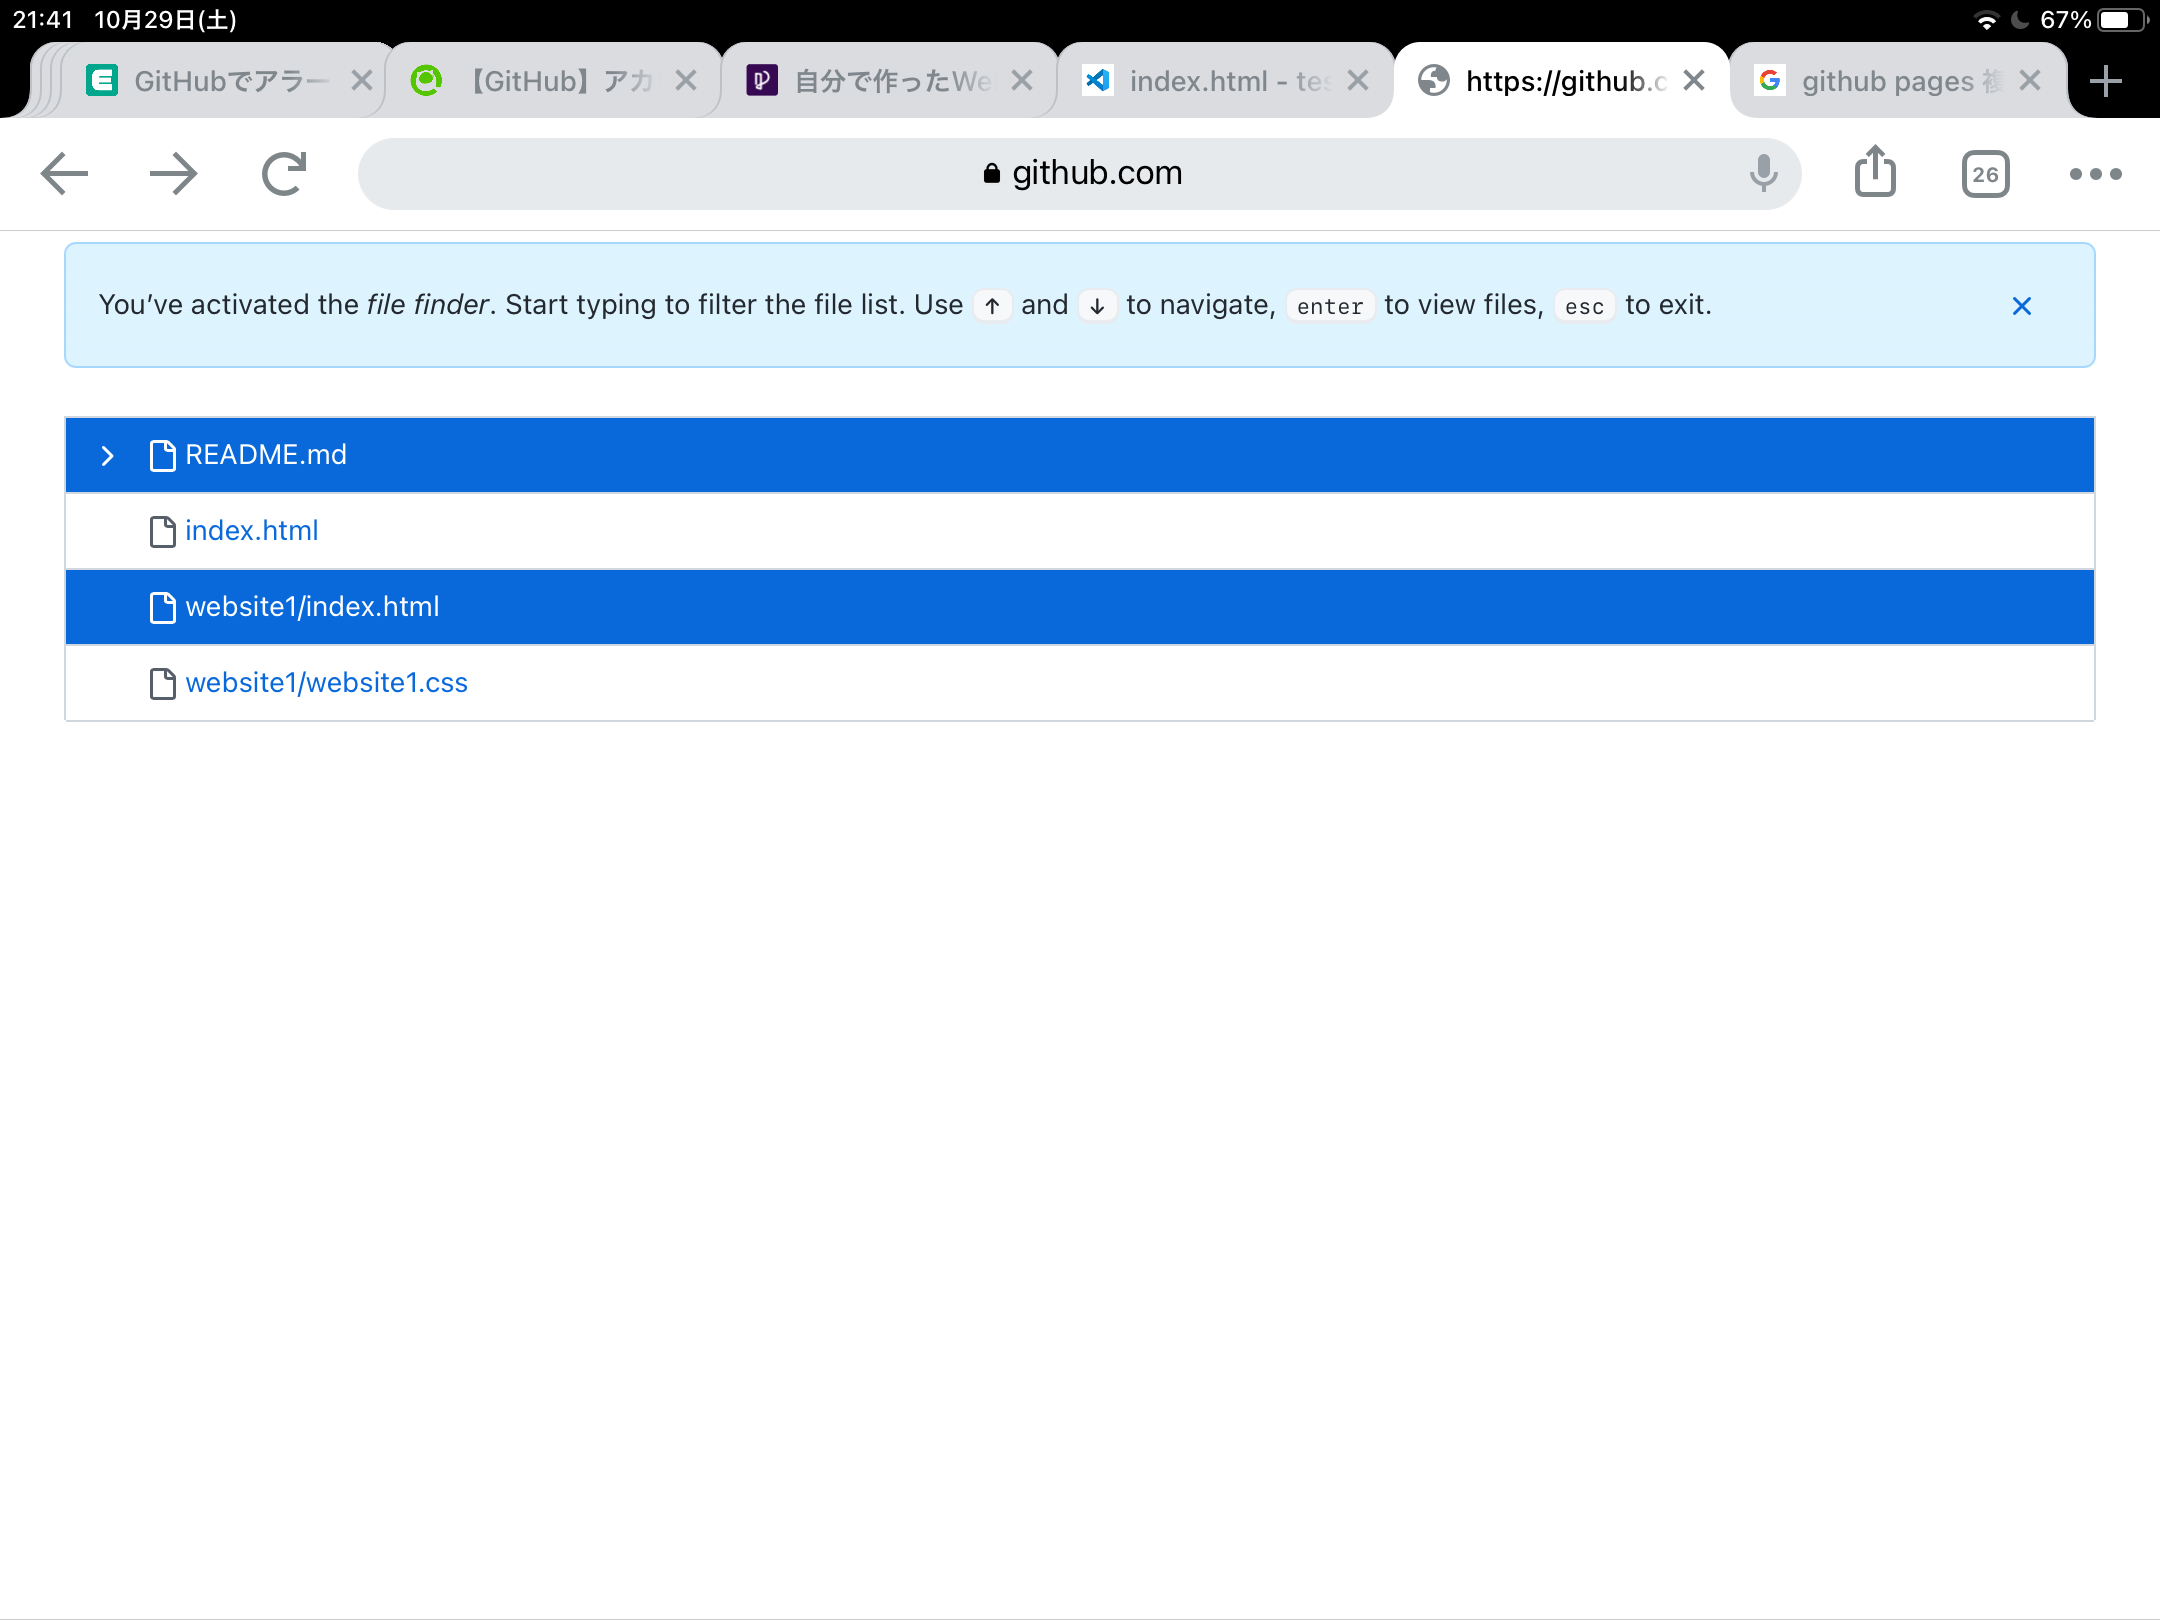 21:41 10月29日(土) 67%
GitHubでアラー 【GitHub】アカ 自分で作ったWe index.html - tes https://github.c github pages 複
github.com 26
You've activated the file finder. Start typing to filter the file list. Use ↑ and ↓ to navigate, enter to view files, esc to exit.
README.md
index.html
website1/index.html
website1/website1.css